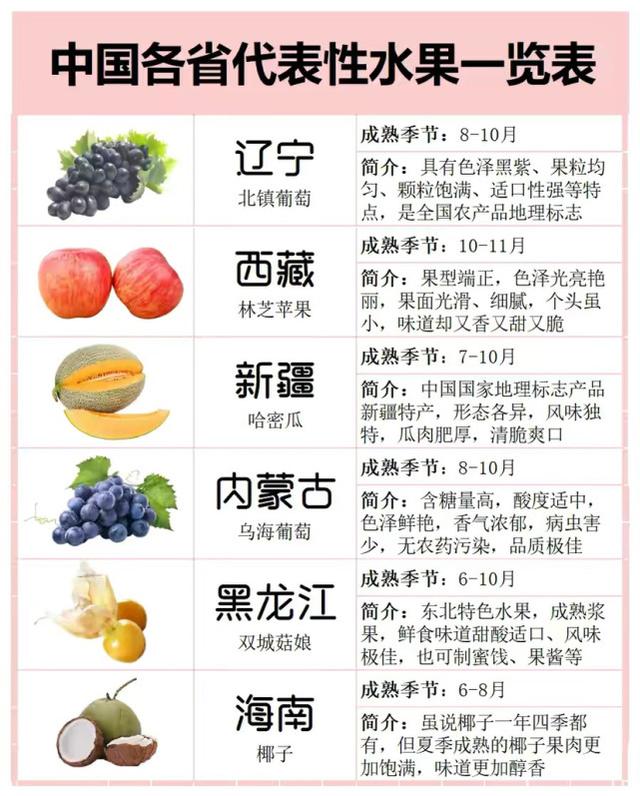 中国各省代表性水果一览表
辽宁
北镇葡萄
成熟季节：8-10月
简介：具有色泽黑紫、果粒均
匀、颗粒饱满、适口性强等特
点，是全国农产品地理标志
西藏
林芝苹果
成熟季节：10-11月
简介：果型端正，色泽光亮艳
丽，果面光滑、细腻，个头虽
小，味道却又香又甜又脆
新疆
哈密瓜
成熟季节：7-10月
简介：中国国家地理标志产品
新疆特产，形态各异，风味独
特，瓜肉肥厚，清脆爽口
内蒙古
乌海葡萄
成熟季节：8-10月
简介：含糖量高，酸度适中，
色泽鲜艳，香气浓郁，病虫害
少，无农药污染，品质极佳
黑龙江
双城菇娘
成熟季节：6-10月
简介：东北特色水果，成熟浆
果，鲜食味道甜酸适口、风味
极佳，也可制蜜饯、果酱等
海南
椰子
成熟季节：6-8月
简介：虽说椰子一年四季都
有，但夏季成熟的椰子果肉更
加饱满，味道更加醇香